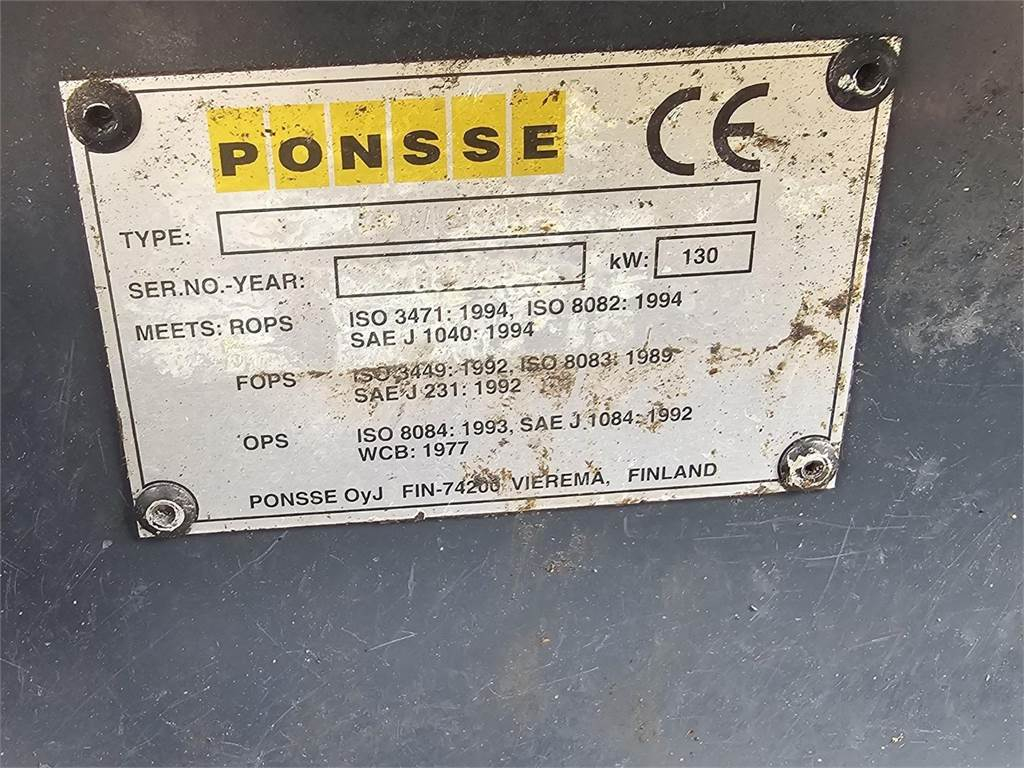 PONSSE CE
TYPE:
SER.NO.-YEAR: kW: 130
MEETS: ROPS ISO 3471: 1994, ISO 8082: 1994
SAE J 1040: 1994
FOPS ISO 3449: 1992, ISO 8083: 1989
SAE J 231: 1992
OPS ISO 8084: 1993, SAE J 1084: 1992
WCB: 1977
PONSSE OyJ FIN-74200 VIEREMÄ, FINLAND